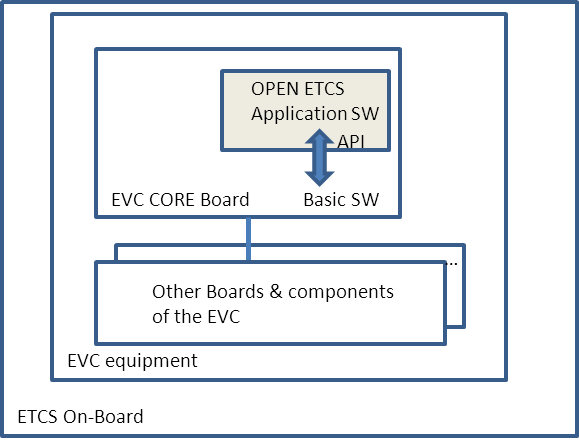 OPEN ETCS
Application SW
API
EVC CORE Board
Basic SW
...
Other Boards & components
of the EVC
EVC equipment
ETCS On-Board